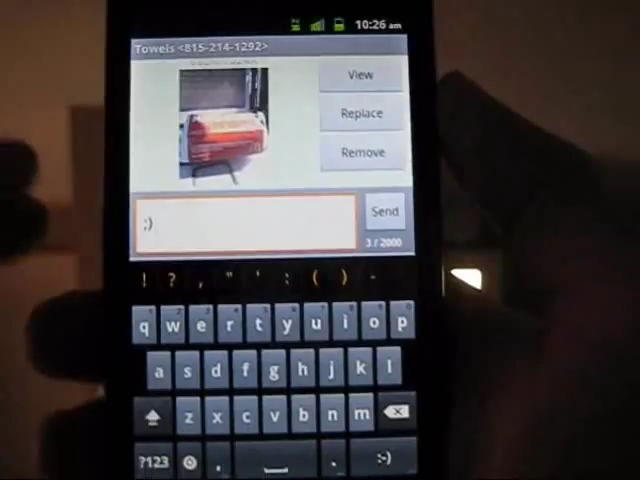 10:26 am
Towels <815-214-1292>
View
Replace
Remove
;)
Send
3 / 2000
! ? , " ' : ( ) -
q w e r t y u i o p
a s d f g h j k l
z x c v b n m
?123 , . :-)